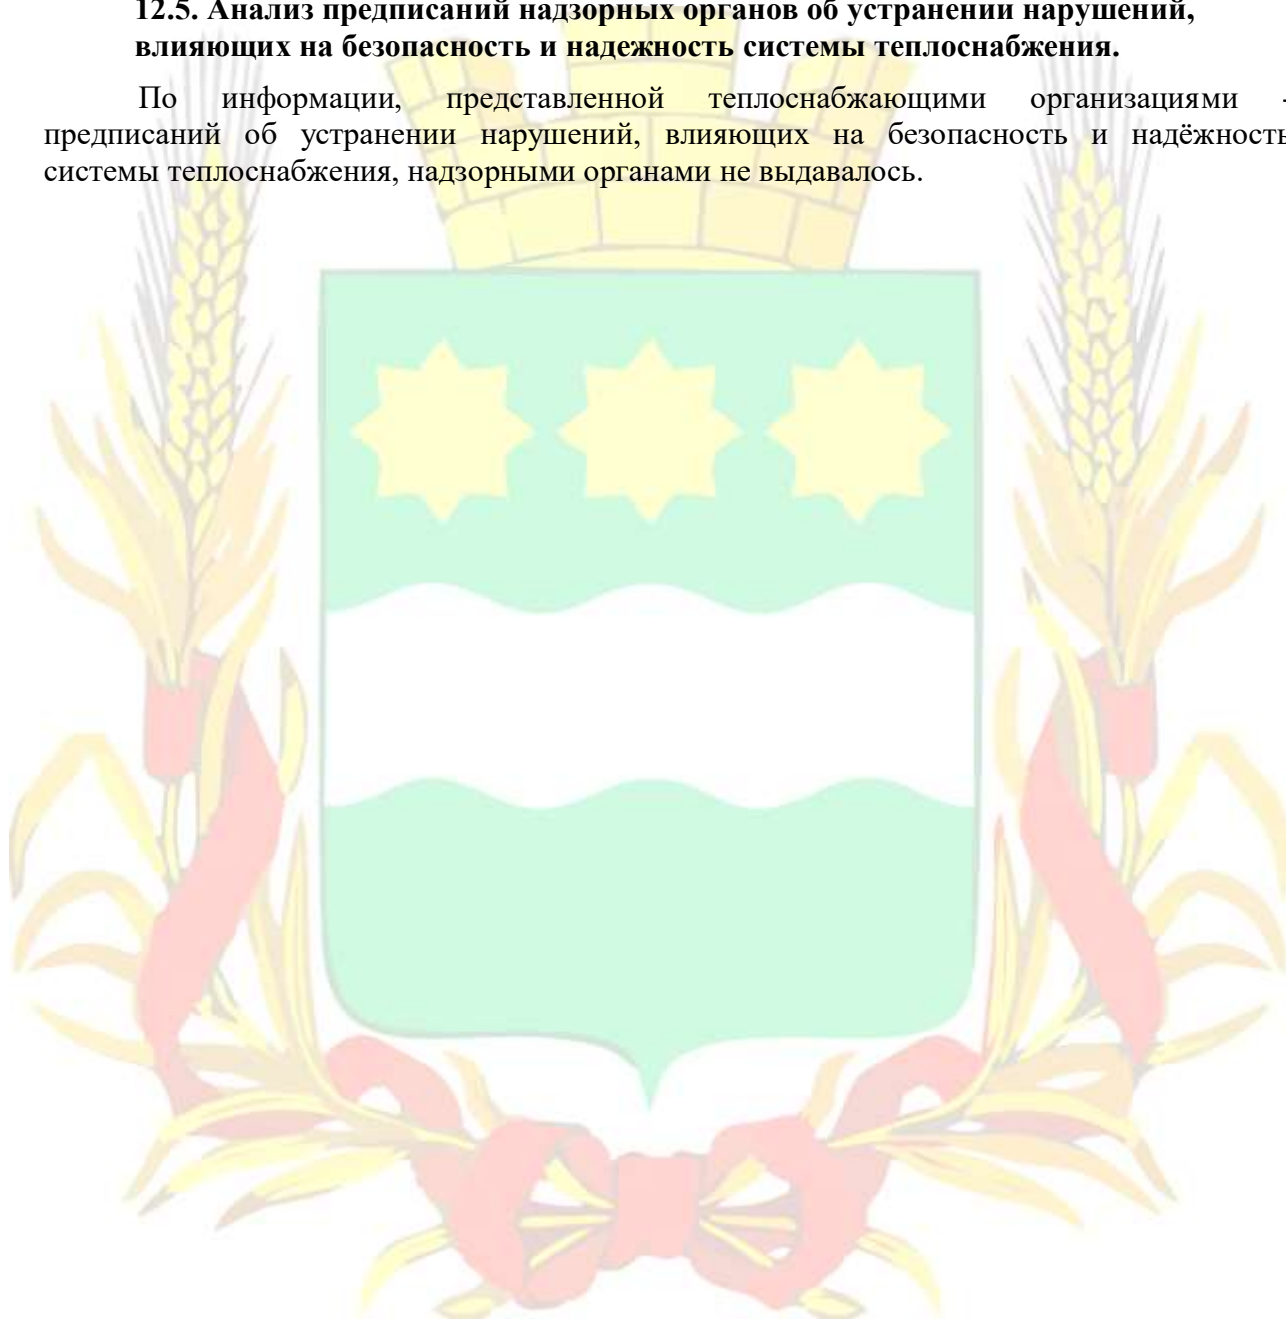 12.5. Анализ предписаний надзорных органов об устранении нарушений,
влияющих на безопасность и надежность системы теплоснабжения.
По информации, представленной теплоснабжающими организациями -
предписаний об устранении нарушений, влияющих на безопасность и надёжность
системы теплоснабжения, надзорными органами не выдавалось.